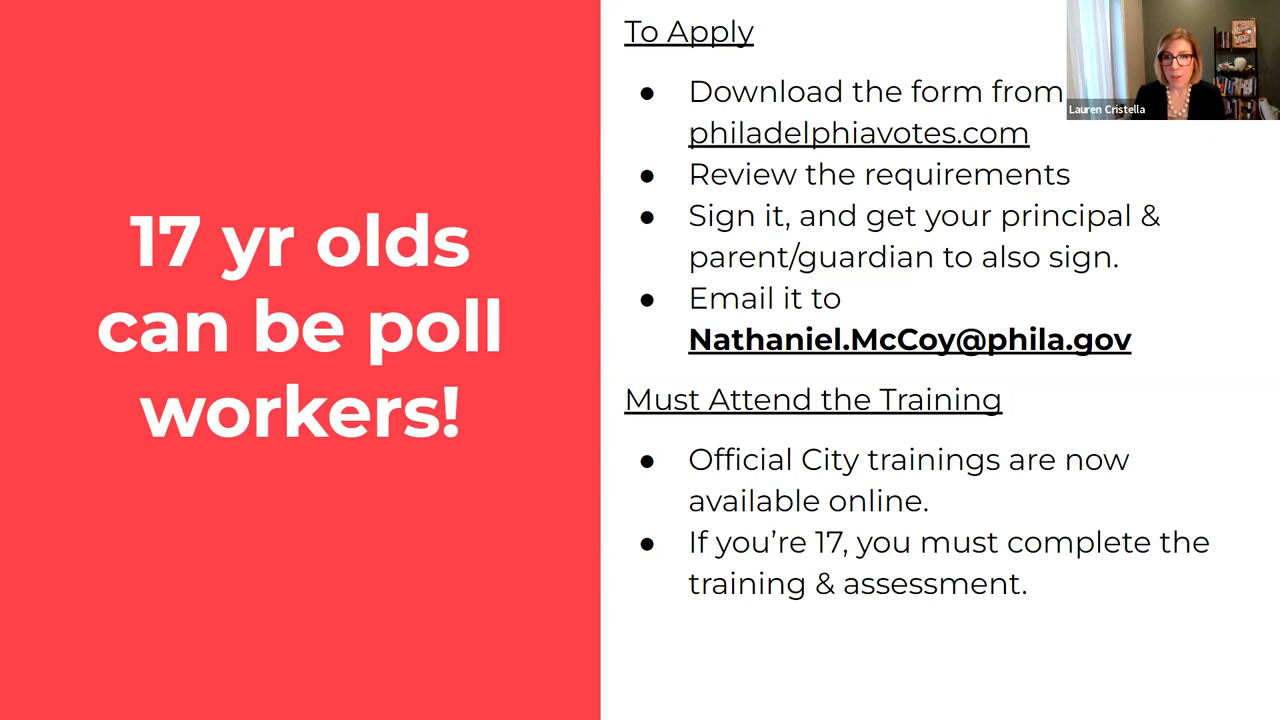 17 yr olds
can be poll
workers!
To Apply
● Download the form from
philadelphiavotes.com
● Review the requirements
● Sign it, and get your principal &
parent/guardian to also sign.
● Email it to
Nathaniel.McCoy@phila.gov
Must Attend the Training
● Official City trainings are now
available online.
● If you’re 17, you must complete the
training & assessment.
Lauren Cristella